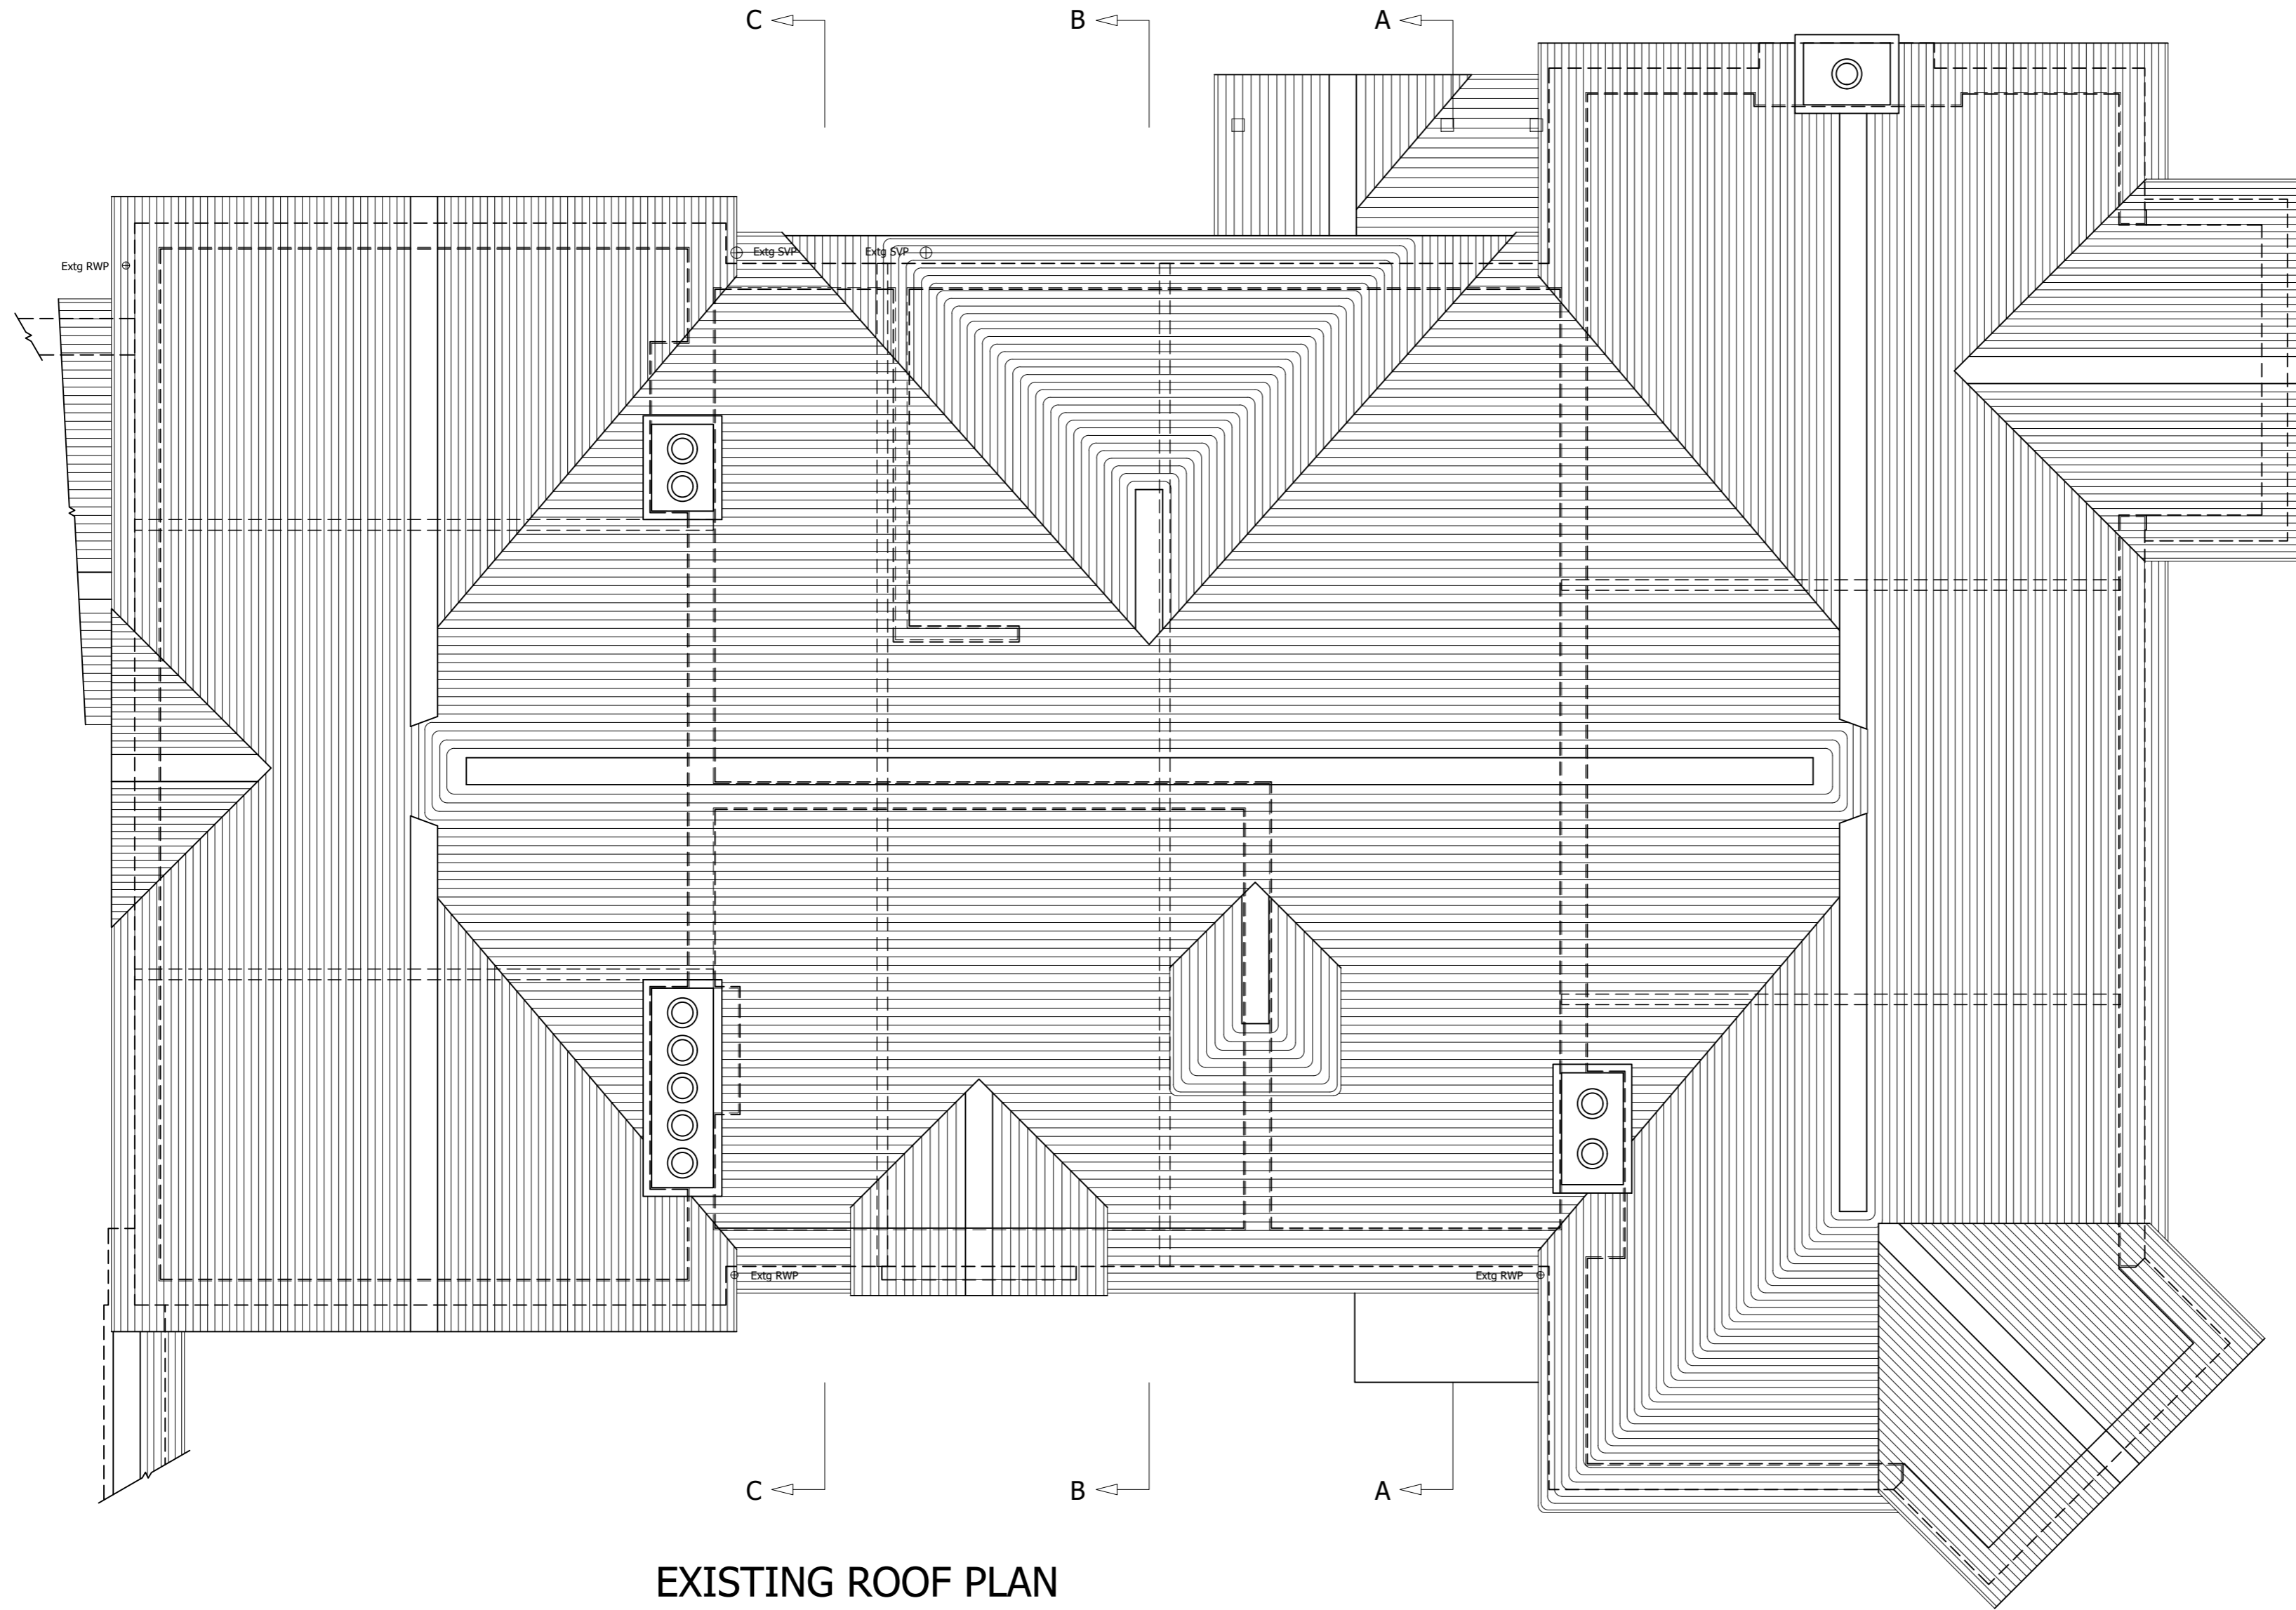 C B A
Extg SVP Extg SVP
Extg RWP
Extg RWP Extg RWP
C B A
EXISTING ROOF PLAN